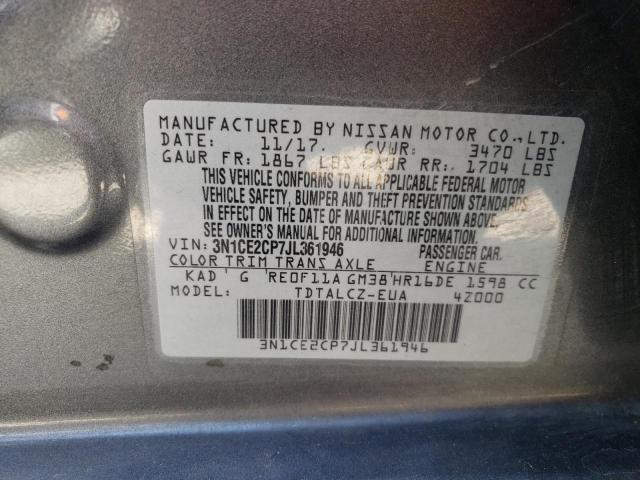 MANUFACTURED BY NISSAN MOTOR CO.,LTD.
DATE: 11/17. GVWR: 3470 LBS
GAWR FR: 1867 LBS GAWR RR: 1704 LBS
THIS VEHICLE CONFORMS TO ALL APPLICABLE FEDERAL MOTOR
VEHICLE SAFETY, BUMPER AND THEFT PREVENTION STANDARDS
IN EFFECT ON THE DATE OF MANUFACTURE SHOWN ABOVE.
SEE OWNER'S MANUAL FOR ADDITIONAL INFORMATION.
VIN: 3N1CE2CP7JL361946 PASSENGER CAR.
COLOR TRIM TRANS AXLE ENGINE
KAD ' G ' RE0F11A GM38'HR16DE 1598 CC
MODEL: TDTALCZ-EUA 4Z000
3N1CE2CP7JL361946